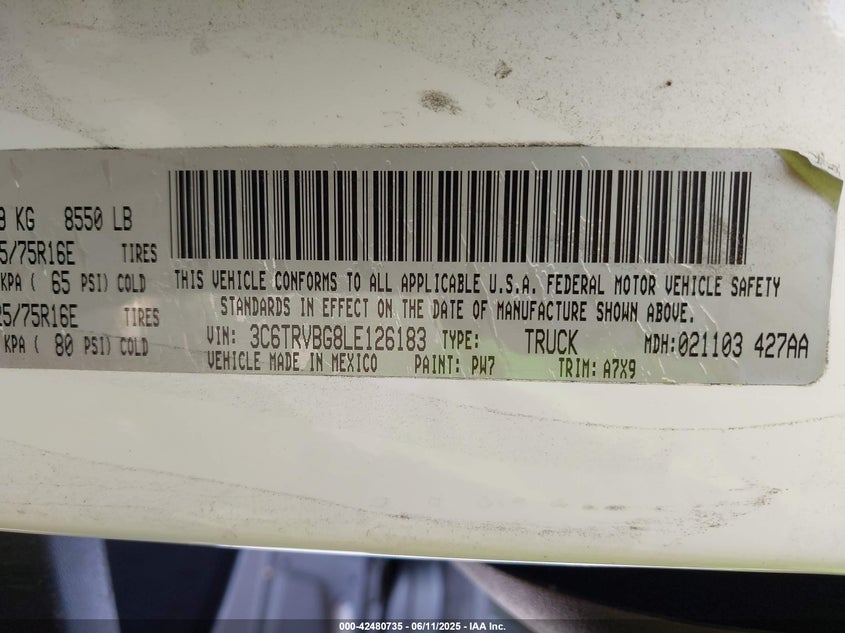 8 KG 8550 LB
5/75R16E TIRES
KPA ( 65 PSI) COLD
25/75R16E TIRES
KPA ( 80 PSI) COLD
THIS VEHICLE CONFORMS TO ALL APPLICABLE U.S.A. FEDERAL MOTOR VEHICLE SAFETY
STANDARDS IN EFFECT ON THE DATE OF MANUFACTURE SHOWN ABOVE.
VIN: 3C6TRVBG8LE126183 TYPE: TRUCK MDH:021103 427AA
VEHICLE MADE IN MEXICO PAINT: PW7 TRIM: A7X9
000-42480735 - 06/11/2025 - IAA Inc.